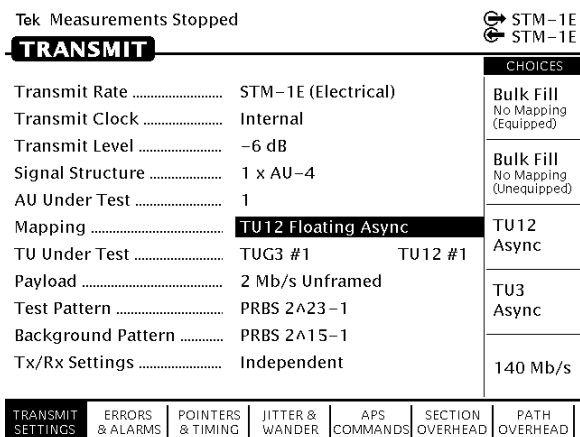 Tek Measurements Stopped
STM-1E
STM-1E
TRANSMIT
CHOICES
Transmit Rate ........................ STM-1E (Electrical)
Transmit Clock ...................... Internal
Transmit Level ...................... -6 dB
Signal Structure .................... 1 x AU-4
AU Under Test ...................... 1
Mapping ................................. TU12 Floating Async
TU Under Test ....................... TUG3 #1 TU12 #1
Payload .................................. 2 Mb/s Unframed
Test Pattern .......................... PRBS 2^23-1
Background Pattern ........... PRBS 2^15-1
Tx/Rx Settings ..................... Independent
Bulk Fill
No Mapping
(Equipped)
Bulk Fill
No Mapping
(Unequipped)
TU12
Async
TU3
Async
140 Mb/s
TRANSMIT
SETTINGS
ERRORS
& ALARMS
POINTERS
& TIMING
JITTER &
WANDER
APS
COMMANDS
SECTION
OVERHEAD
PATH
OVERHEAD